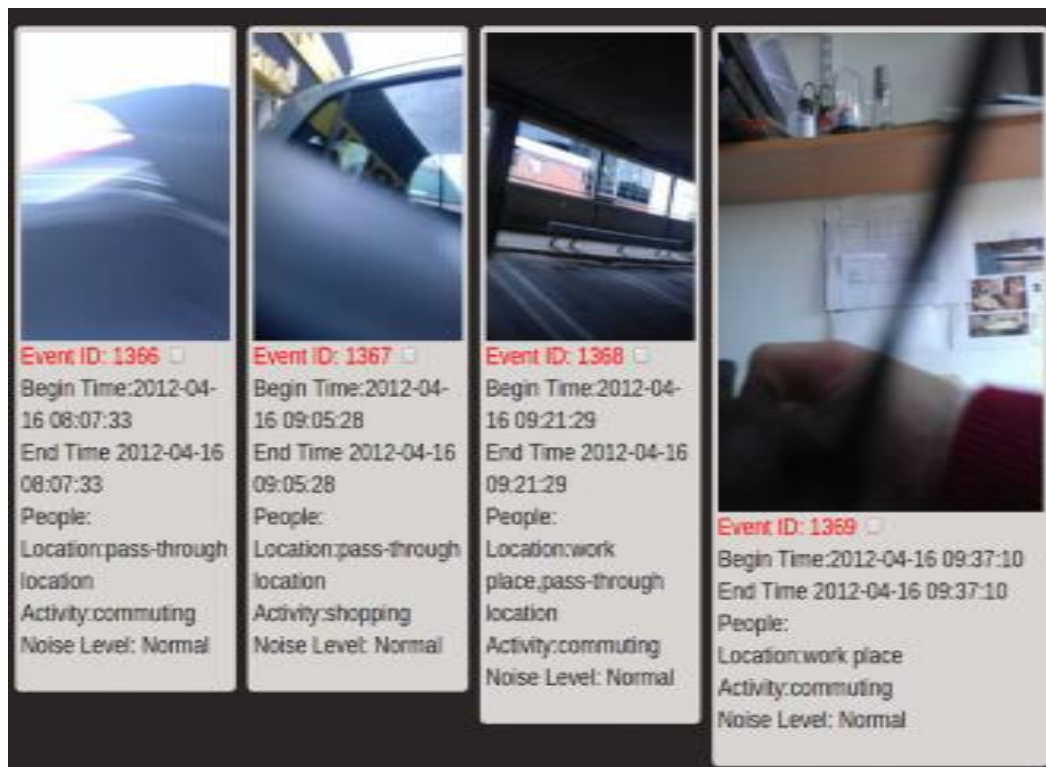 Event ID: 1366
Begin Time:2012-04-
16 08:07:33
End Time 2012-04-16
08:07:33
People:
Location:pass-through
location
Activity:commuting
Noise Level: Normal
Event ID: 1367
Begin Time:2012-04-
16 09:05:28
End Time 2012-04-16
09:05:28
People:
Location:pass-through
location
Activity:shopping
Noise Level: Normal
Event ID: 1368
Begin Time:2012-04-
16 09:21:29
End Time 2012-04-16
09:21:29
People:
Location:work
place,pass-through
location
Activity:commuting
Noise Level: Normal
Event ID: 1369
Begin Time:2012-04-16 09:37:10
End Time 2012-04-16 09:37:10
People:
Location:work place
Activity:commuting
Noise Level: Normal